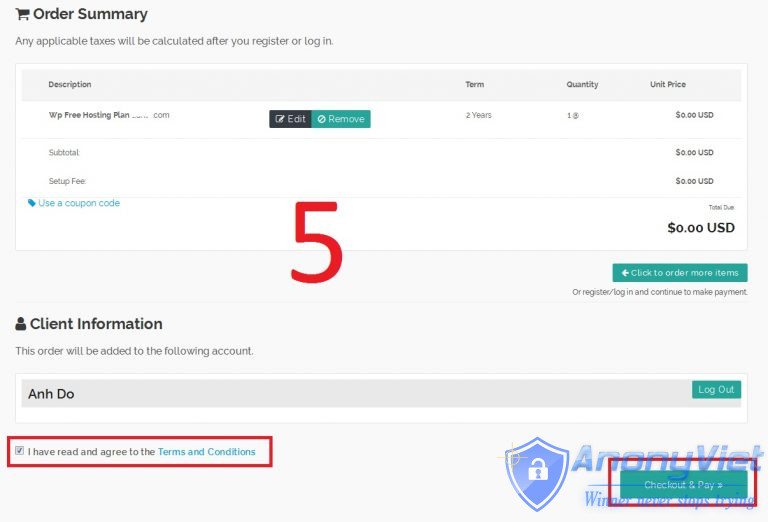 Order Summary
Any applicable taxes will be calculated after you register or log in.
Description Term Quantity Unit Price
Wp Free Hosting Plan .com Edit Remove 2 Years 1 @ $0.00 USD
Subtotal: $0.00 USD
Setup Fee: $0.00 USD
Use a coupon code
Total Due:
$0.00 USD
5
Click to order more items
Or register/log in and continue to make payment.
Client Information
This order will be added to the following account.
Anh Do Log Out
I have read and agree to the Terms and Conditions
AnonyViet
Checkout & Pay »
Winner never stops trying